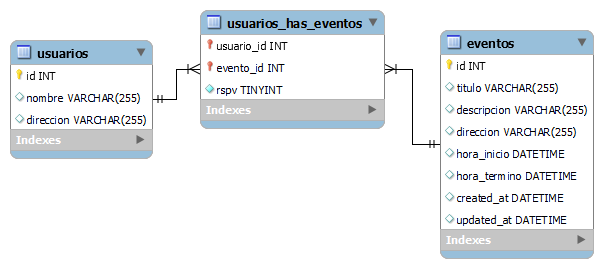 usuarios
id INT
nombre VARCHAR(255)
direccion VARCHAR(255)
Indexes
usuarios_has_eventos
usuario_id INT
evento_id INT
rspv TINYINT
Indexes
eventos
id INT
titulo VARCHAR(255)
descripcion VARCHAR(255)
direccion VARCHAR(255)
hora_inicio DATETIME
hora_termino DATETIME
created_at DATETIME
updated_at DATETIME
Indexes